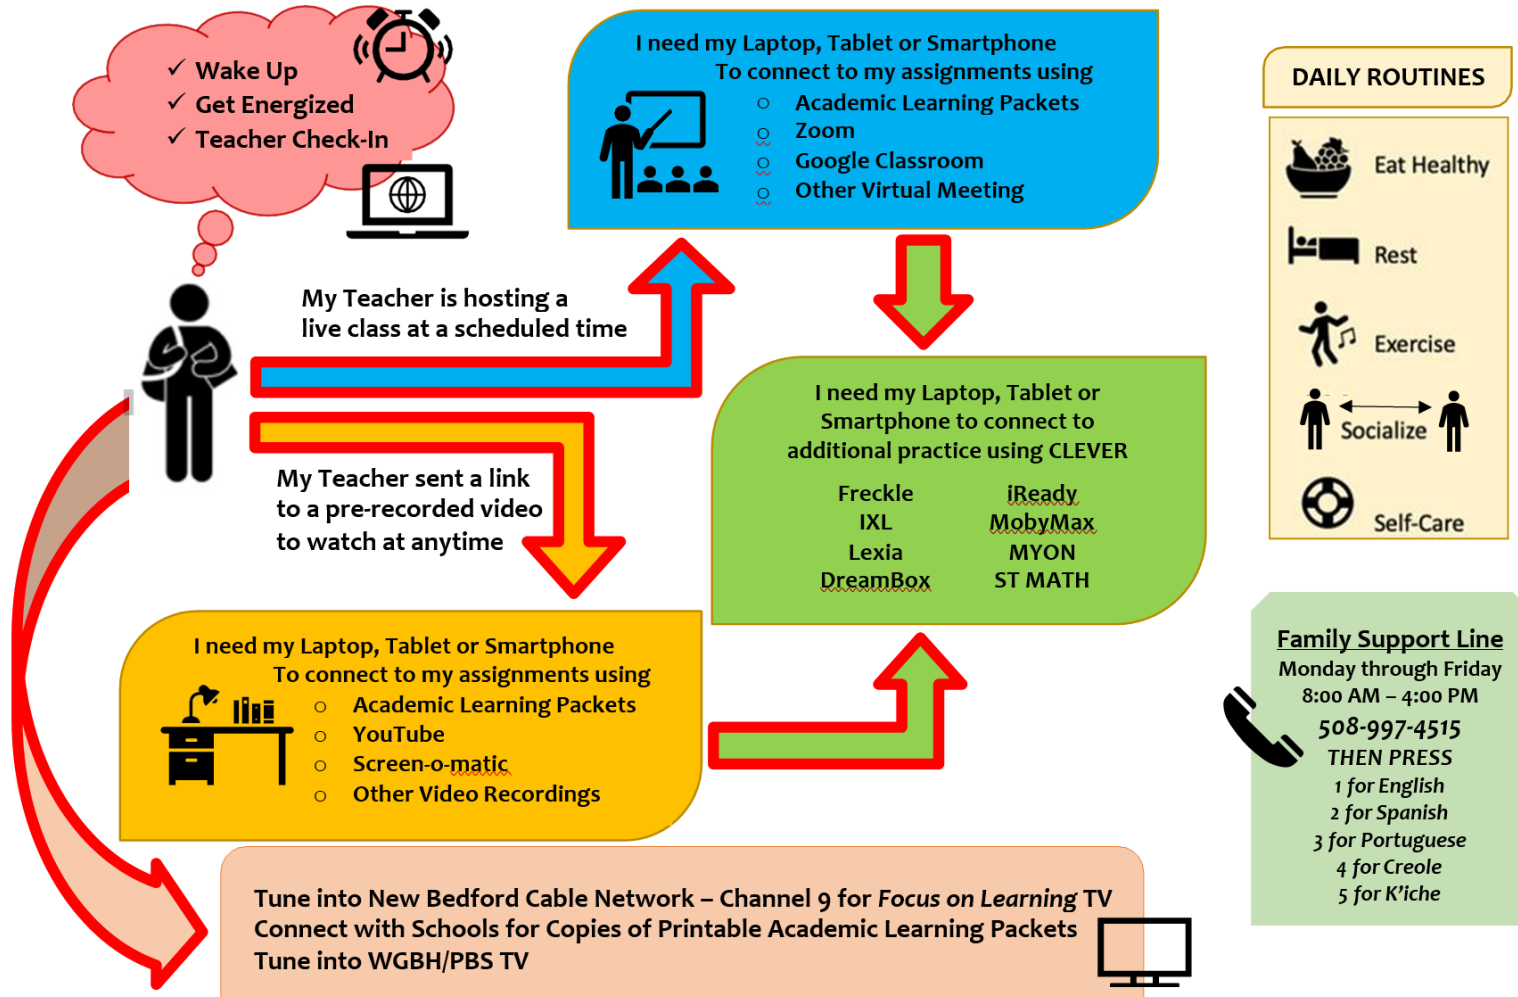 ✓ Wake Up
✓ Get Energized
✓ Teacher Check-In
I need my Laptop, Tablet or Smartphone
To connect to my assignments using
o Academic Learning Packets
o Zoom
o Google Classroom
o Other Virtual Meeting
My Teacher is hosting a
live class at a scheduled time
My Teacher sent a link
to a pre-recorded video
to watch at anytime
I need my Laptop, Tablet or
Smartphone to connect to
additional practice using CLEVER
Freckle iReady
IXL MobyMax
Lexia MYON
DreamBox ST MATH
I need my Laptop, Tablet or Smartphone
To connect to my assignments using
o Academic Learning Packets
o YouTube
o Screen-o-matic
o Other Video Recordings
Tune into New Bedford Cable Network – Channel 9 for Focus on Learning TV
Connect with Schools for Copies of Printable Academic Learning Packets
Tune into WGBH/PBS TV
DAILY ROUTINES
Eat Healthy
Rest
Exercise
Socialize
Self-Care
Family Support Line
Monday through Friday
8:00 AM – 4:00 PM
508-997-4515
THEN PRESS
1 for English
2 for Spanish
3 for Portuguese
4 for Creole
5 for K’iche